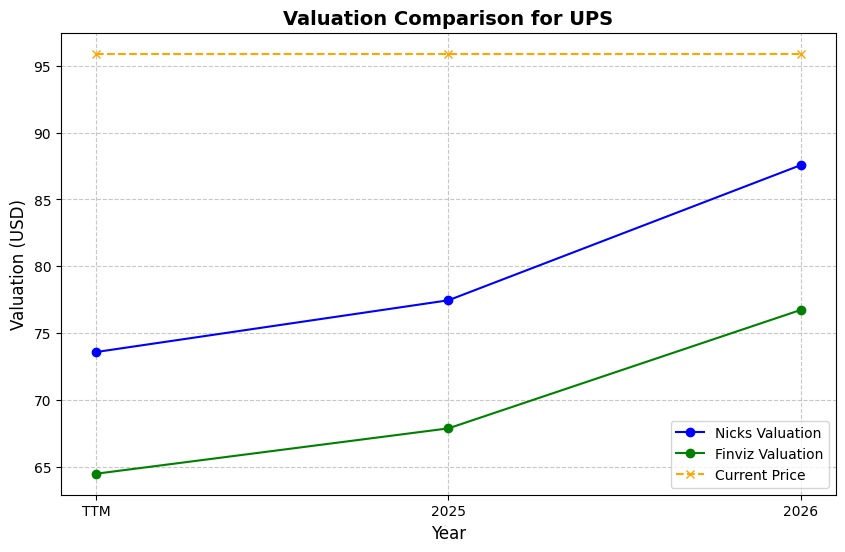 Valuation Comparison for UPS
Valuation (USD)
95
90
85
80
75
70
65
TTM
2025
2026
Year
Nicks Valuation
Finviz Valuation
Current Price